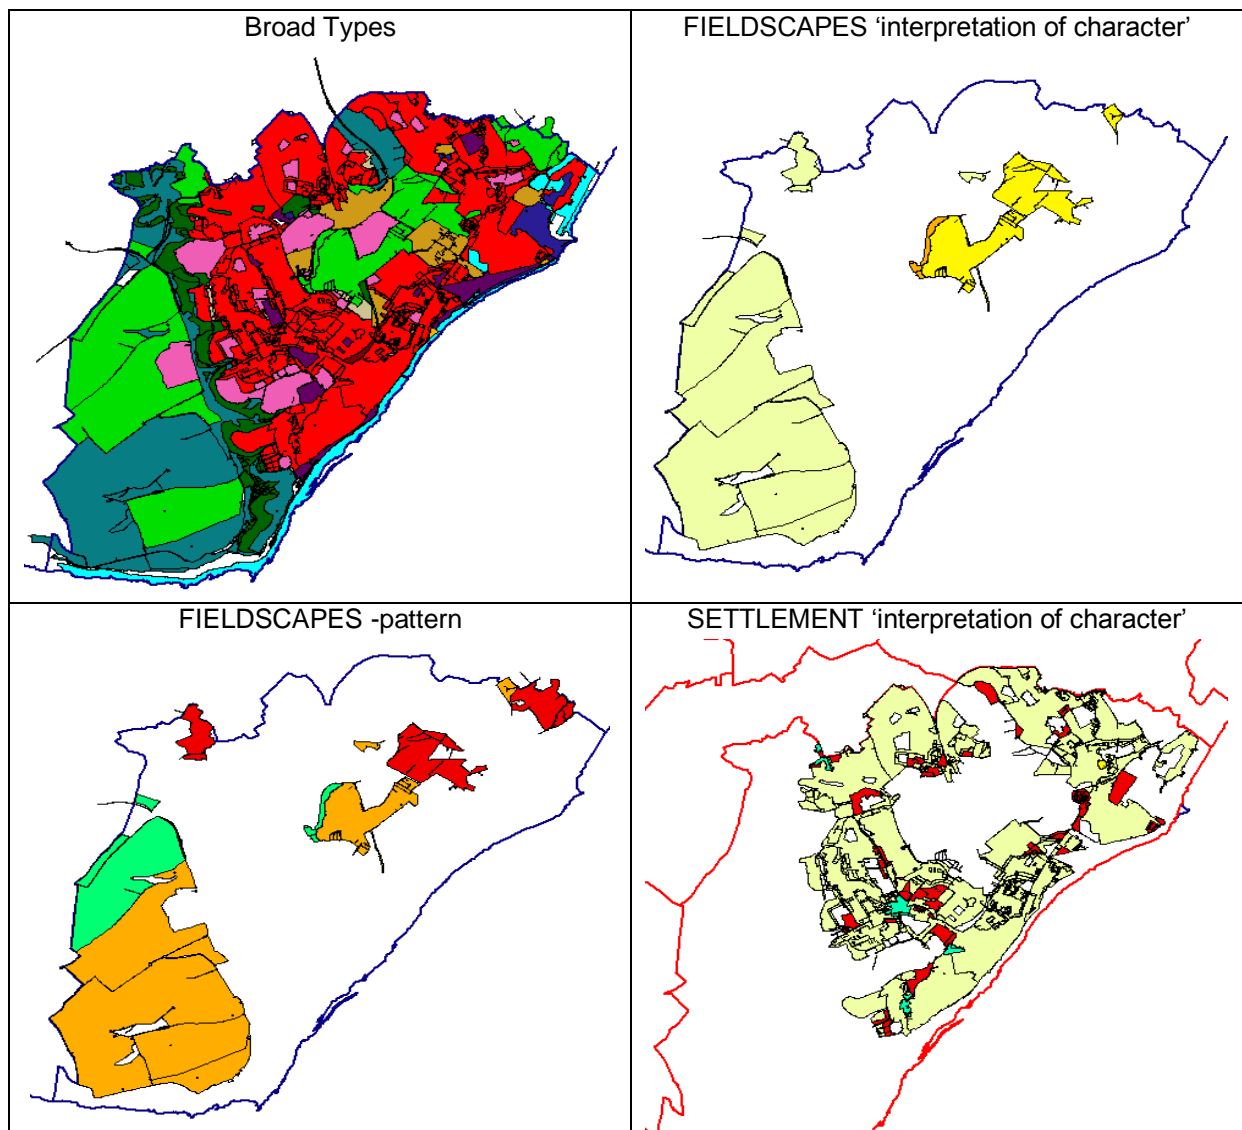 Broad Types
FIELDSCAPES ‘interpretation of character’
FIELDSCAPES -pattern
SETTLEMENT ‘interpretation of character’